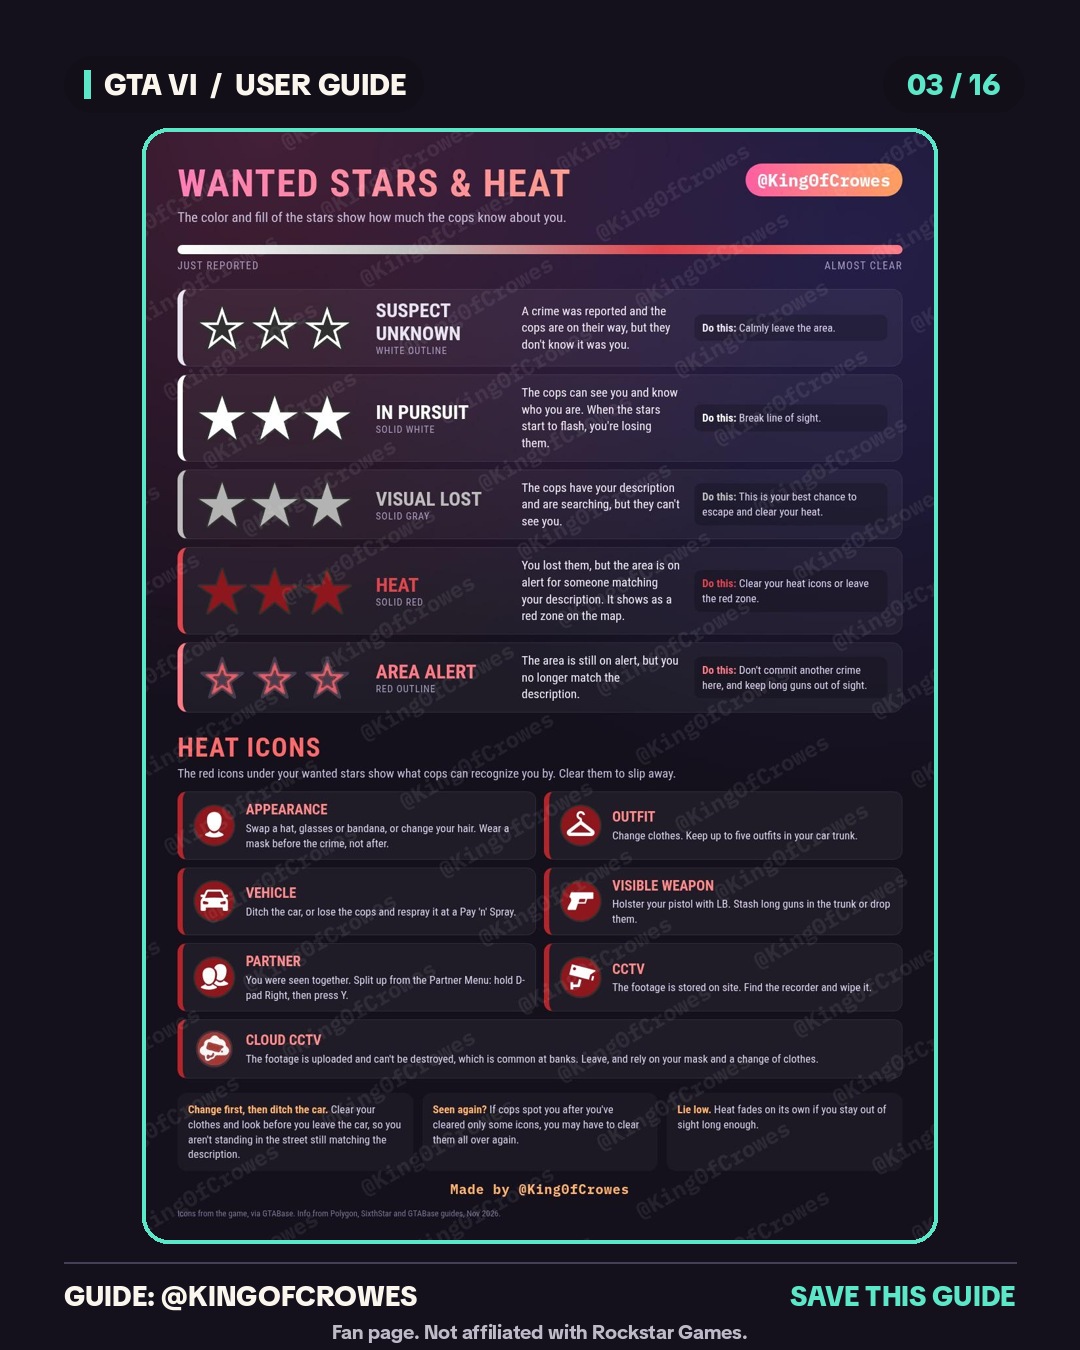 GTA VI / USER GUIDE
03 / 16
WANTED STARS & HEAT
@KingOfCrowes
The color and fill of the stars show how much the cops know about you.
JUST REPORTED
ALMOST CLEAR
SUSPECT
UNKNOWN
WHITE OUTLINE
A crime was reported and the
cops are on their way, but they
don't know it was you.
Do this: Calmly leave the area.
IN PURSUIT
SOLID WHITE
The cops can see you and know
who you are. When the stars
start to flash, you're losing
them.
Do this: Break line of sight.
VISUAL LOST
SOLID GRAY
The cops have your description
and are searching, but they can't
see you.
Do this: This is your best chance to
escape and clear your heat.
HEAT
SOLID RED
You lost them, but the area is on
alert for someone matching
your description. It shows as a
red zone on the map.
Do this: Clear your heat icons or leave
the red zone.
AREA ALERT
RED OUTLINE
The area is still on alert, but you
no longer match the
description.
Do this: Don't commit another crime
here, and keep long guns out of sight.
HEAT ICONS
The red icons under your wanted stars show what cops can recognize you by. Clear them to slip away.
APPEARANCE
Swap a hat, glasses or bandana, or change your hair. Wear a
mask before the crime, not after.
OUTFIT
Change clothes. Keep up to five outfits in your car trunk.
VEHICLE
Ditch the car, or lose the cops and respray it at a Pay 'n' Spray.
VISIBLE WEAPON
Holster your pistol with LB. Stash long guns in the trunk or drop
them.
PARTNER
You were seen together. Split up from the Partner Menu: hold D-
pad Right, then press Y.
CCTV
The footage is stored on site. Find the recorder and wipe it.
CLOUD CCTV
The footage is uploaded and can't be destroyed, which is common at banks. Leave, and rely on your mask and a change of clothes.
Change first, then ditch the car. Clear your
clothes and look before you leave the car, so you
aren't standing in the street still matching the
description.
Seen again? If cops spot you after you've
cleared only some icons, you may have to clear
them all over again.
Lie low. Heat fades on its own if you stay out of
sight long enough.
Made by @KingOfCrowes
Icons from the game, via GTABase. Info from Polygon, SixthStar and GTABase guides, Nov 2026.
GUIDE: @KINGOFCROWES
SAVE THIS GUIDE
Fan page. Not affiliated with Rockstar Games.